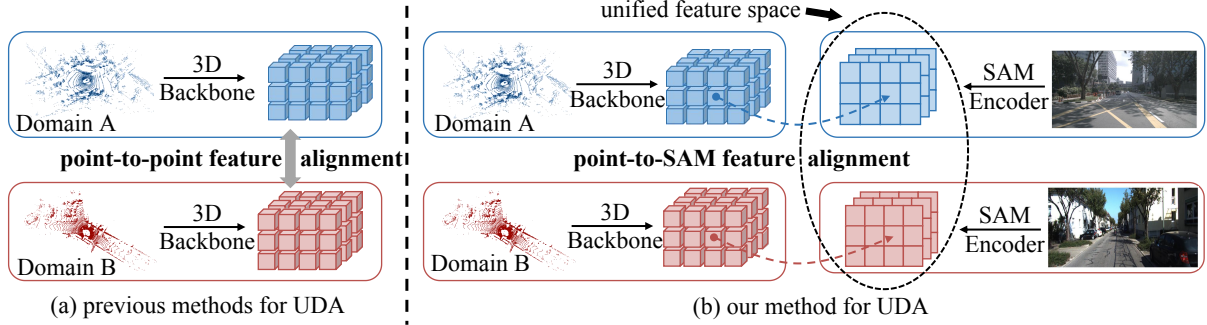 unified feature space
3D
Backbone
Domain A
3D
Backbone
Domain A
SAM
Encoder
point-to-point feature alignment
point-to-SAM feature alignment
3D
Backbone
Domain B
3D
Backbone
Domain B
SAM
Encoder
(a) previous methods for UDA
(b) our method for UDA